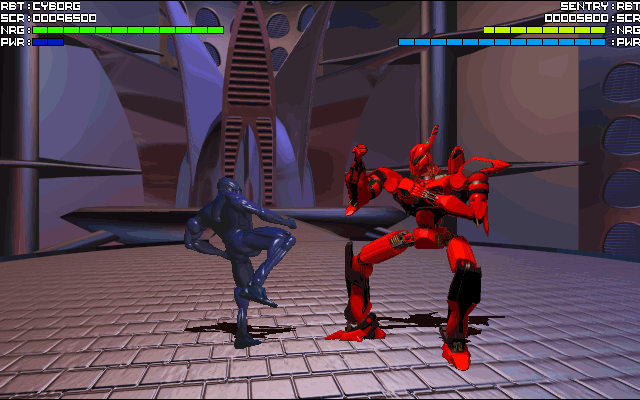 RBT:CYBORG
SCR:00096500
NRG:
PWR:
SENTRY:RBT
00005800:SCR
:NRG
:PWR